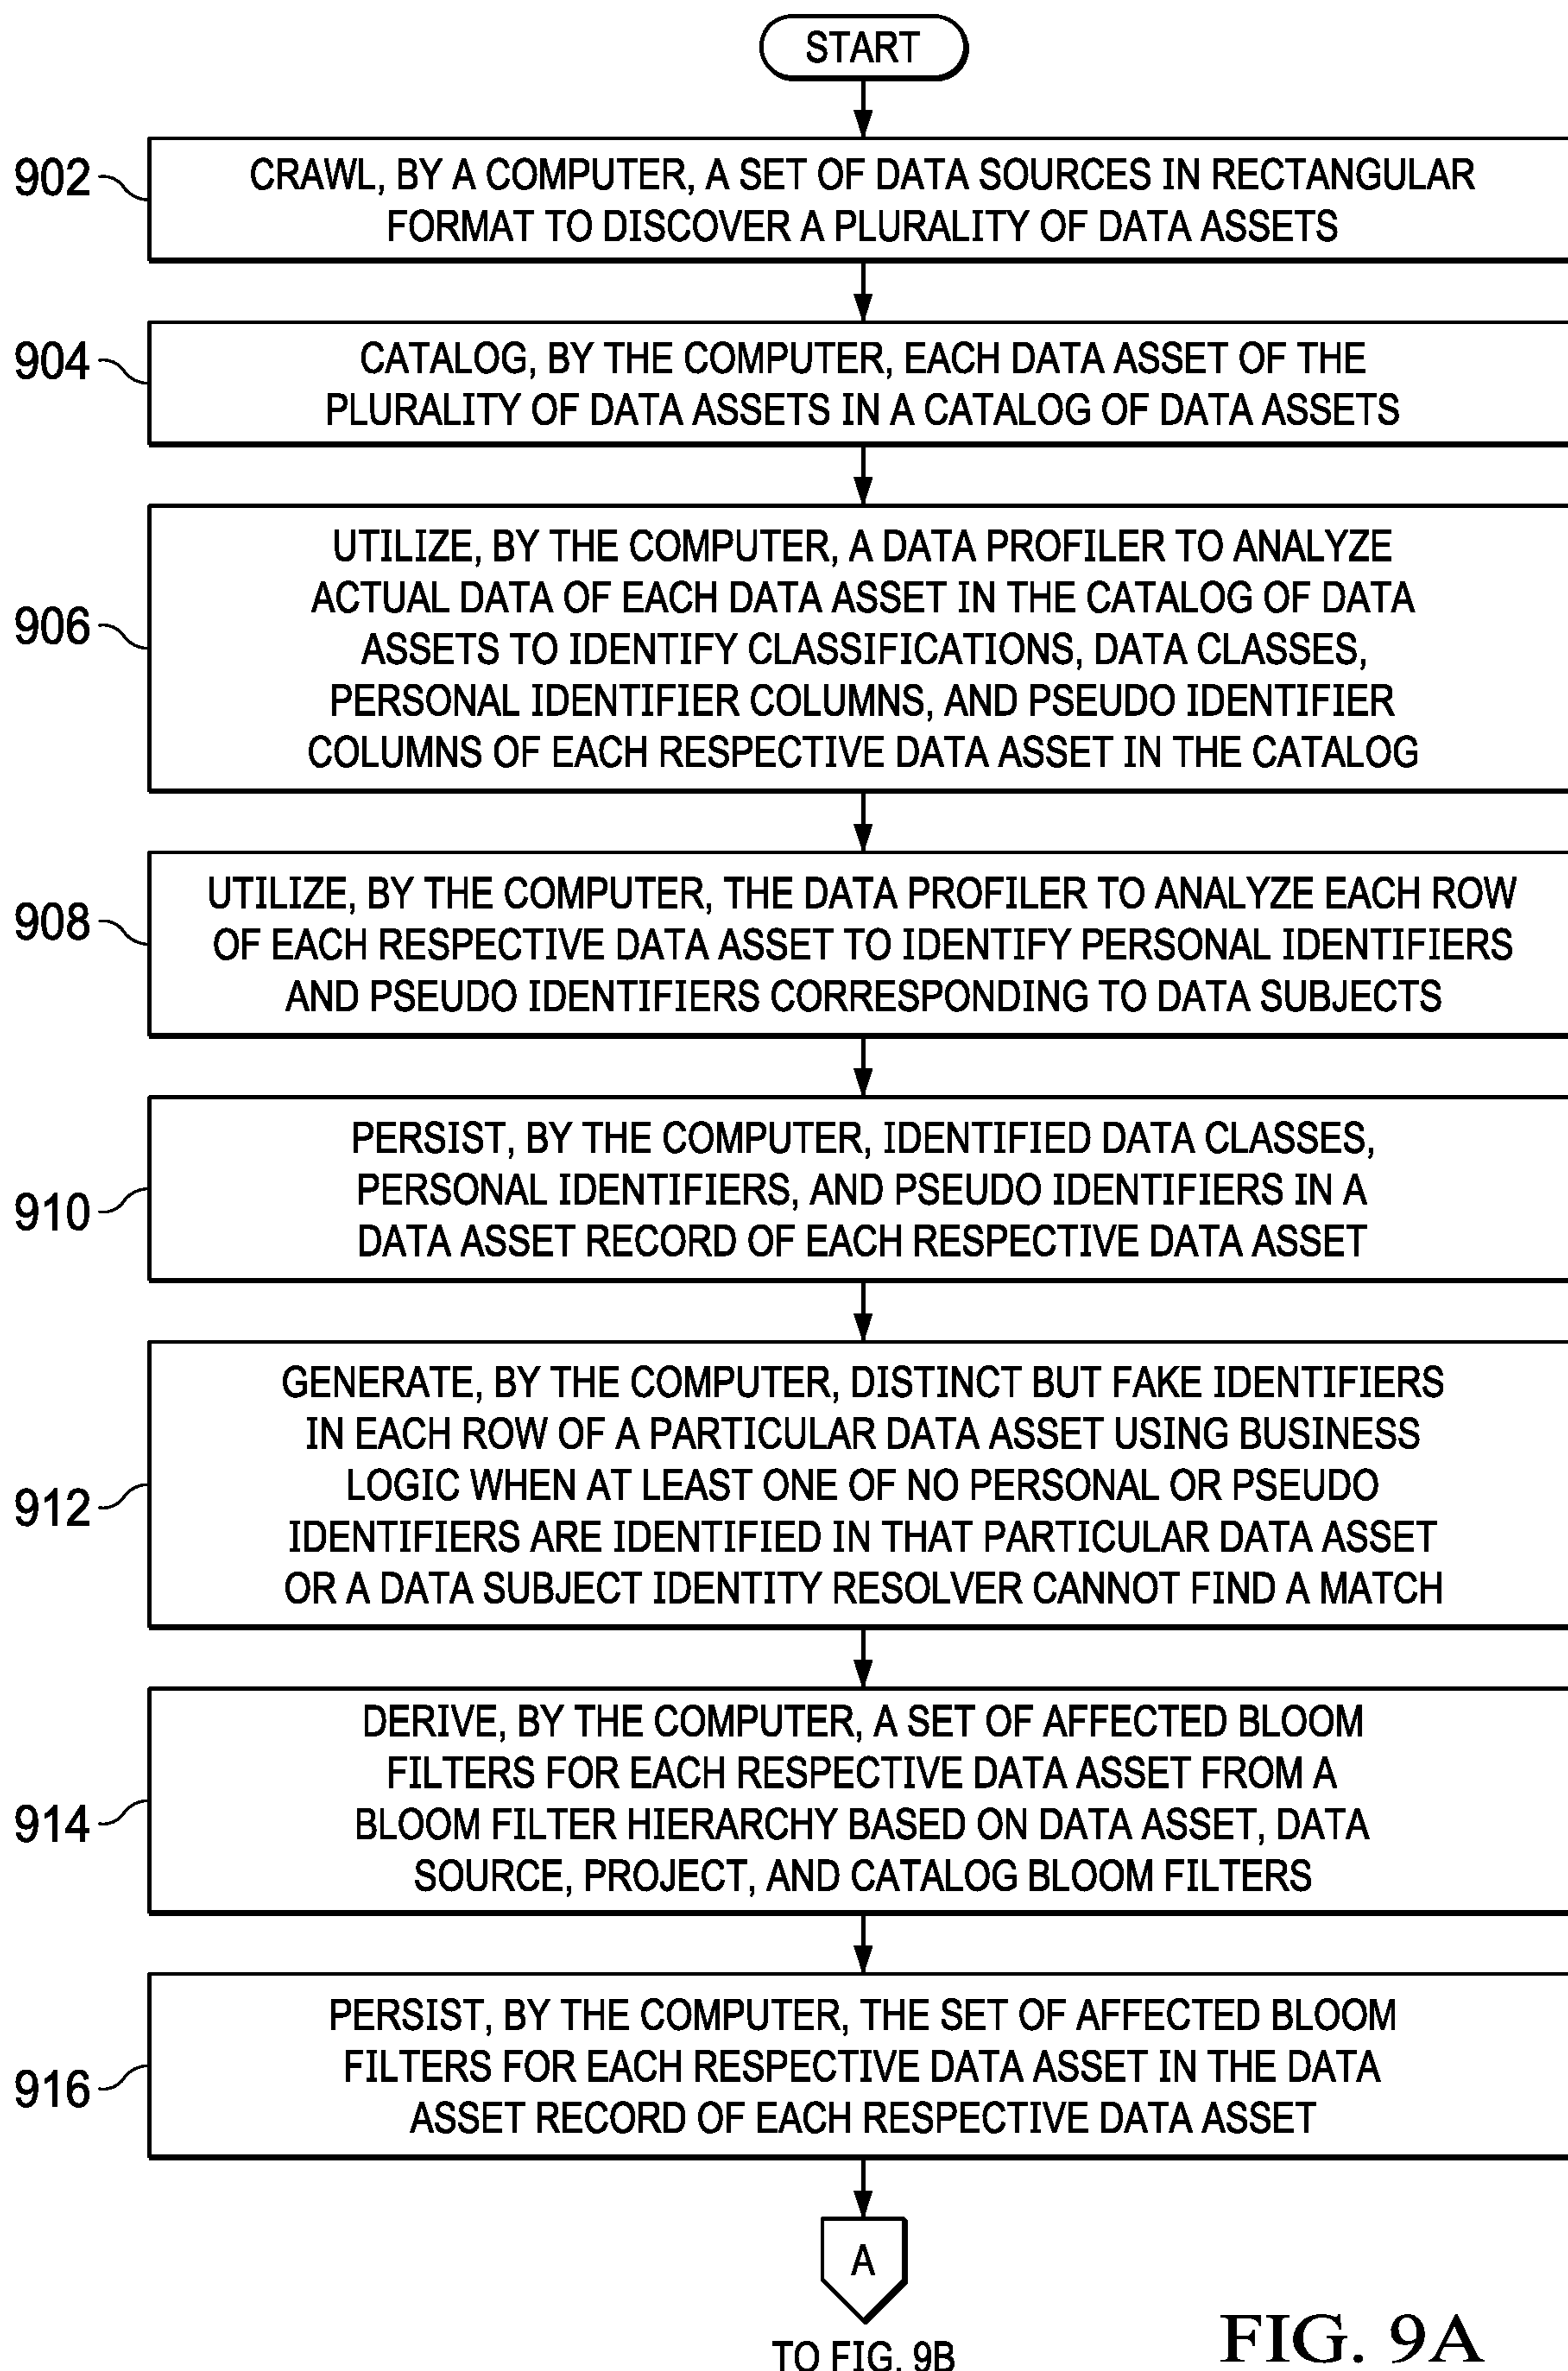 START
902
CRAWL, BY A COMPUTER, A SET OF DATA SOURCES IN RECTANGULAR
FORMAT TO DISCOVER A PLURALITY OF DATA ASSETS
904
CATALOG, BY THE COMPUTER, EACH DATA ASSET OF THE
PLURALITY OF DATA ASSETS IN A CATALOG OF DATA ASSETS
906
UTILIZE, BY THE COMPUTER, A DATA PROFILER TO ANALYZE
ACTUAL DATA OF EACH DATA ASSET IN THE CATALOG OF DATA
ASSETS TO IDENTIFY CLASSIFICATIONS, DATA CLASSES,
PERSONAL IDENTIFIER COLUMNS, AND PSEUDO IDENTIFIER
COLUMNS OF EACH RESPECTIVE DATA ASSET IN THE CATALOG
908
UTILIZE, BY THE COMPUTER, THE DATA PROFILER TO ANALYZE EACH ROW
OF EACH RESPECTIVE DATA ASSET TO IDENTIFY PERSONAL IDENTIFIERS
AND PSEUDO IDENTIFIERS CORRESPONDING TO DATA SUBJECTS
910
PERSIST, BY THE COMPUTER, IDENTIFIED DATA CLASSES,
PERSONAL IDENTIFIERS, AND PSEUDO IDENTIFIERS IN A
DATA ASSET RECORD OF EACH RESPECTIVE DATA ASSET
912
GENERATE, BY THE COMPUTER, DISTINCT BUT FAKE IDENTIFIERS
IN EACH ROW OF A PARTICULAR DATA ASSET USING BUSINESS
LOGIC WHEN AT LEAST ONE OF NO PERSONAL OR PSEUDO
IDENTIFIERS ARE IDENTIFIED IN THAT PARTICULAR DATA ASSET
OR A DATA SUBJECT IDENTITY RESOLVER CANNOT FIND A MATCH
914
DERIVE, BY THE COMPUTER, A SET OF AFFECTED BLOOM
FILTERS FOR EACH RESPECTIVE DATA ASSET FROM A
BLOOM FILTER HIERARCHY BASED ON DATA ASSET, DATA
SOURCE, PROJECT, AND CATALOG BLOOM FILTERS
916
PERSIST, BY THE COMPUTER, THE SET OF AFFECTED BLOOM
FILTERS FOR EACH RESPECTIVE DATA ASSET IN THE DATA
ASSET RECORD OF EACH RESPECTIVE DATA ASSET
A
TO FIG. 9B
FIG. 9A